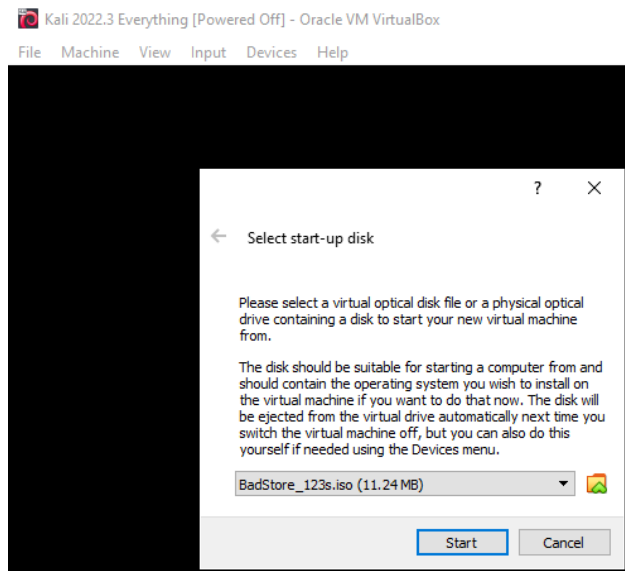 Kali 2022.3 Everything [Powered Off] - Oracle VM VirtualBox
File Machine View Input Devices Help
?
Select start-up disk
Please select a virtual optical disk file or a physical optical
drive containing a disk to start your new virtual machine
from.
The disk should be suitable for starting a computer from and
should contain the operating system you wish to install on
the virtual machine if you want to do that now. The disk will
be ejected from the virtual drive automatically next time you
switch the virtual machine off, but you can also do this
yourself if needed using the Devices menu.
BadStore_123s.iso (11.24 MB)
Start Cancel